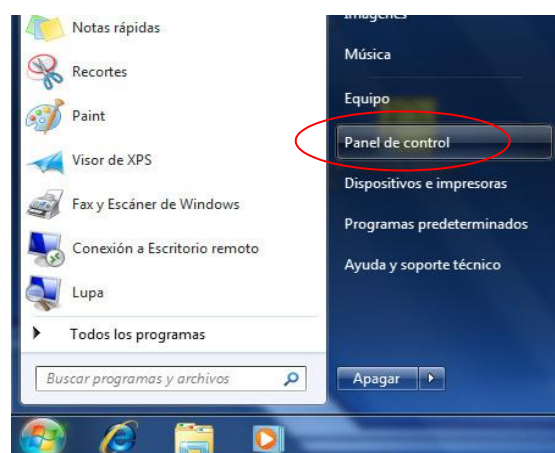 Notas rápidas
Recortes
Paint
Visor de XPS
Fax y Escáner de Windows
Conexión a Escritorio remoto
Lupa
Todos los programas
Buscar programas y archivos
Imágenes
Música
Equipo
Panel de control
Dispositivos e impresoras
Programas predeterminados
Ayuda y soporte técnico
Apagar